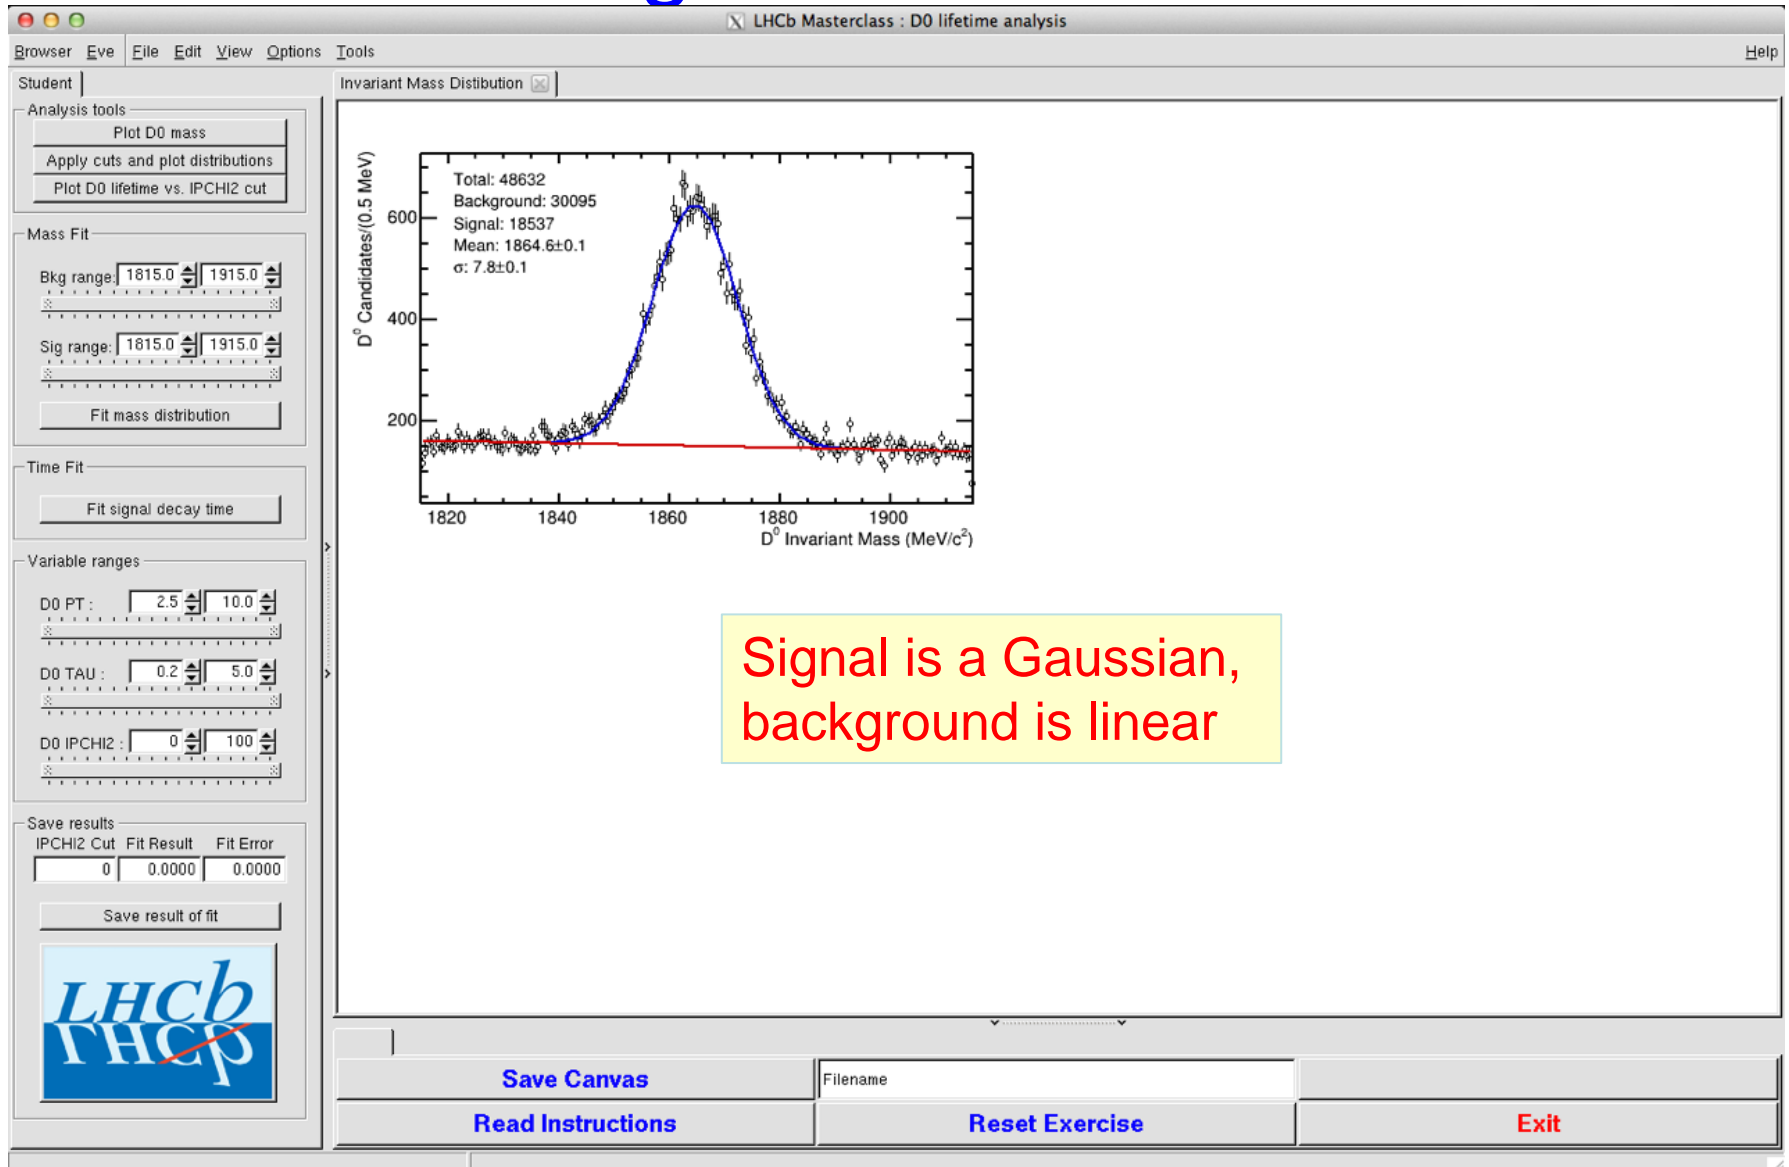 LHCb Masterclass : D0 lifetime analysis
Browser Eve File Edit View Options Tools Help
Student
Invariant Mass Distibution
Analysis tools
Plot D0 mass
Apply cuts and plot distributions
Plot D0 lifetime vs. IPCHI2 cut
Mass Fit
Bkg range: 1815.0 1915.0
Sig range: 1815.0 1915.0
Fit mass distribution
Time Fit
Fit signal decay time
Variable ranges
D0 PT : 2.5 10.0
D0 TAU : 0.2 5.0
D0 IPCHI2 : 0 100
Save results
IPCHI2 Cut Fit Result Fit Error
0 0.0000 0.0000
Save result of fit
LHCb
LHCb
D⁰ Candidates/(0.5 MeV)
Total: 48632
Background: 30095
Signal: 18537
Mean: 1864.6±0.1
σ: 7.8±0.1
600
400
200
1820 1840 1860 1880 1900
D⁰ Invariant Mass (MeV/c²)
Signal is a Gaussian,
background is linear
Save Canvas
Filename
Read Instructions
Reset Exercise
Exit